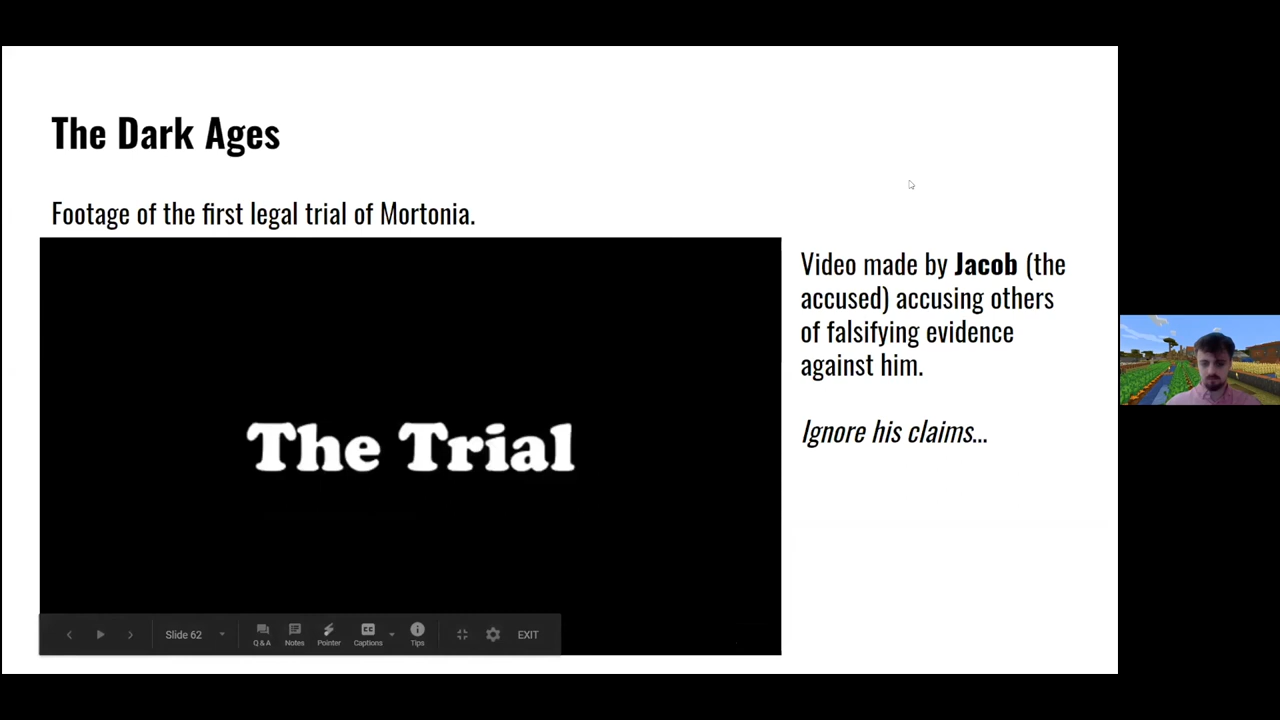 The Dark Ages
Footage of the first legal trial of Mortonia.
Video made by Jacob (the
accused) accusing others
of falsifying evidence
against him.
Ignore his claims...
The Trial
Slide 62
Q & A
Notes
Pointer
CC
Captions
Tips
EXIT